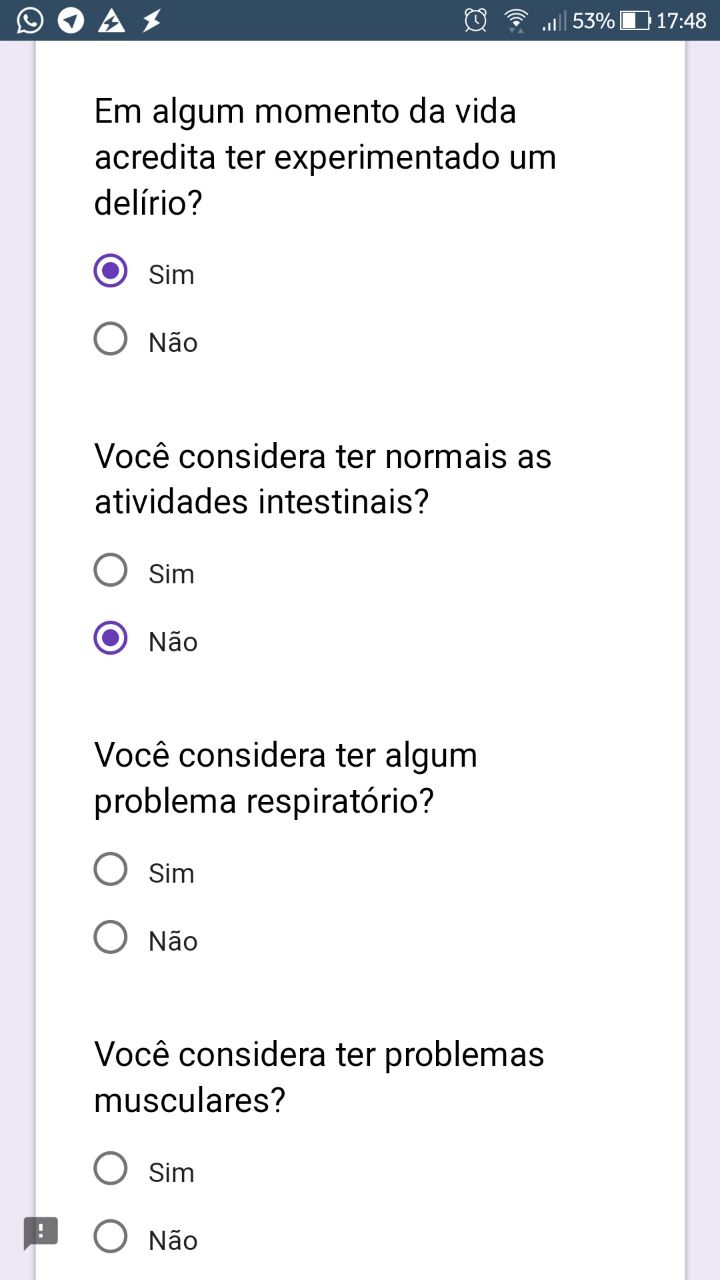 53% 17:48
Em algum momento da vida
acredita ter experimentado um
delírio?
Sim
Não
Você considera ter normais as
atividades intestinais?
Sim
Não
Você considera ter algum
problema respiratório?
Sim
Não
Você considera ter problemas
musculares?
Sim
Não